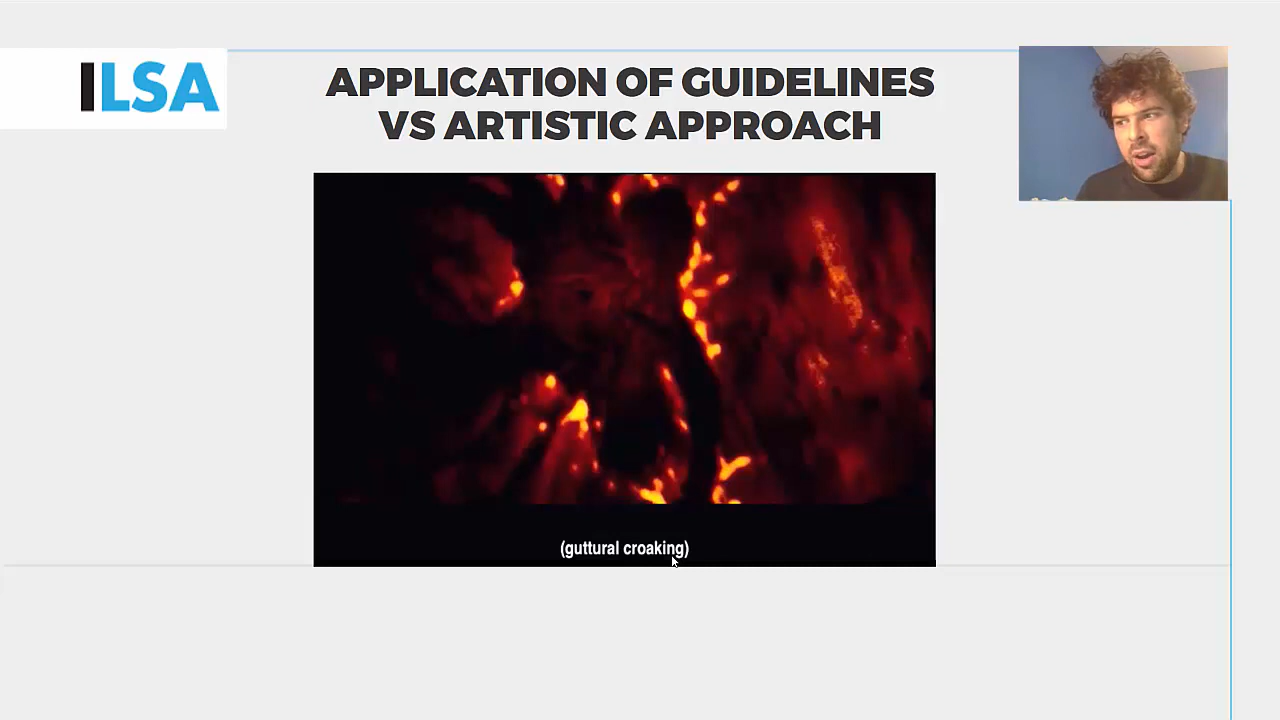 ILSA
APPLICATION OF GUIDELINES
VS ARTISTIC APPROACH
(guttural croaking)